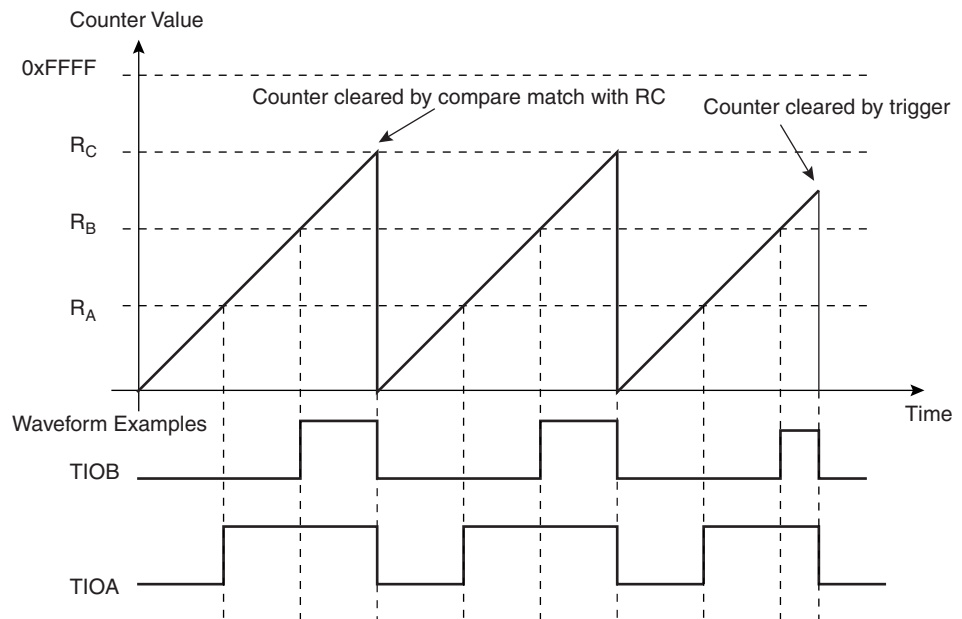 Counter Value
0xFFFF
Counter cleared by compare match with RC
Counter cleared by trigger
RC
RB
RA
Time
Waveform Examples
TIOB
TIOA